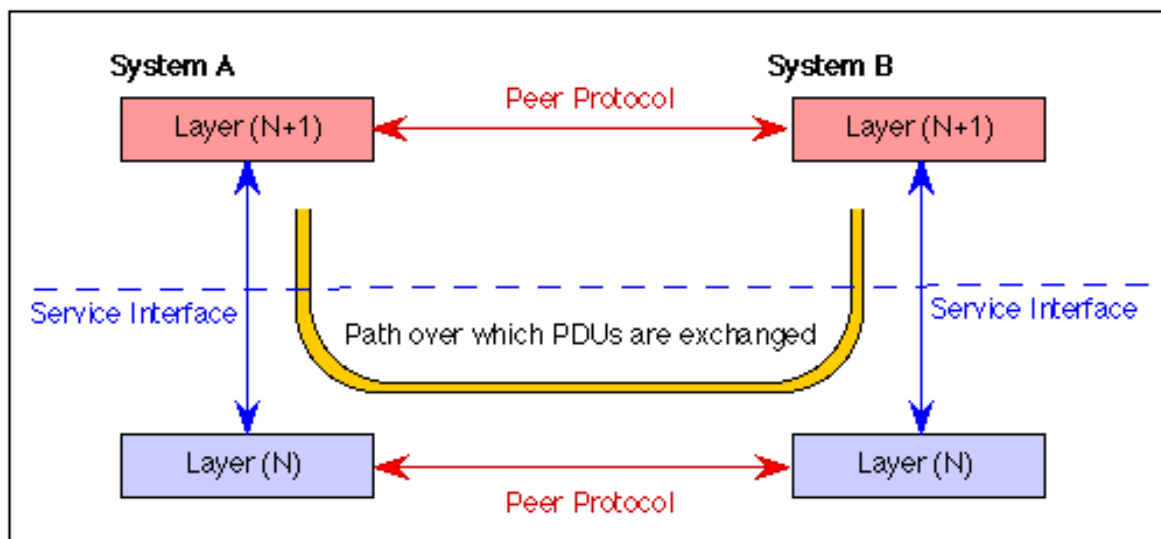 System A
System B
Peer Protocol
Layer (N+1)
Layer (N+1)
Service Interface
Service Interface
Path over which PDUs are exchanged
Layer (N)
Layer (N)
Peer Protocol